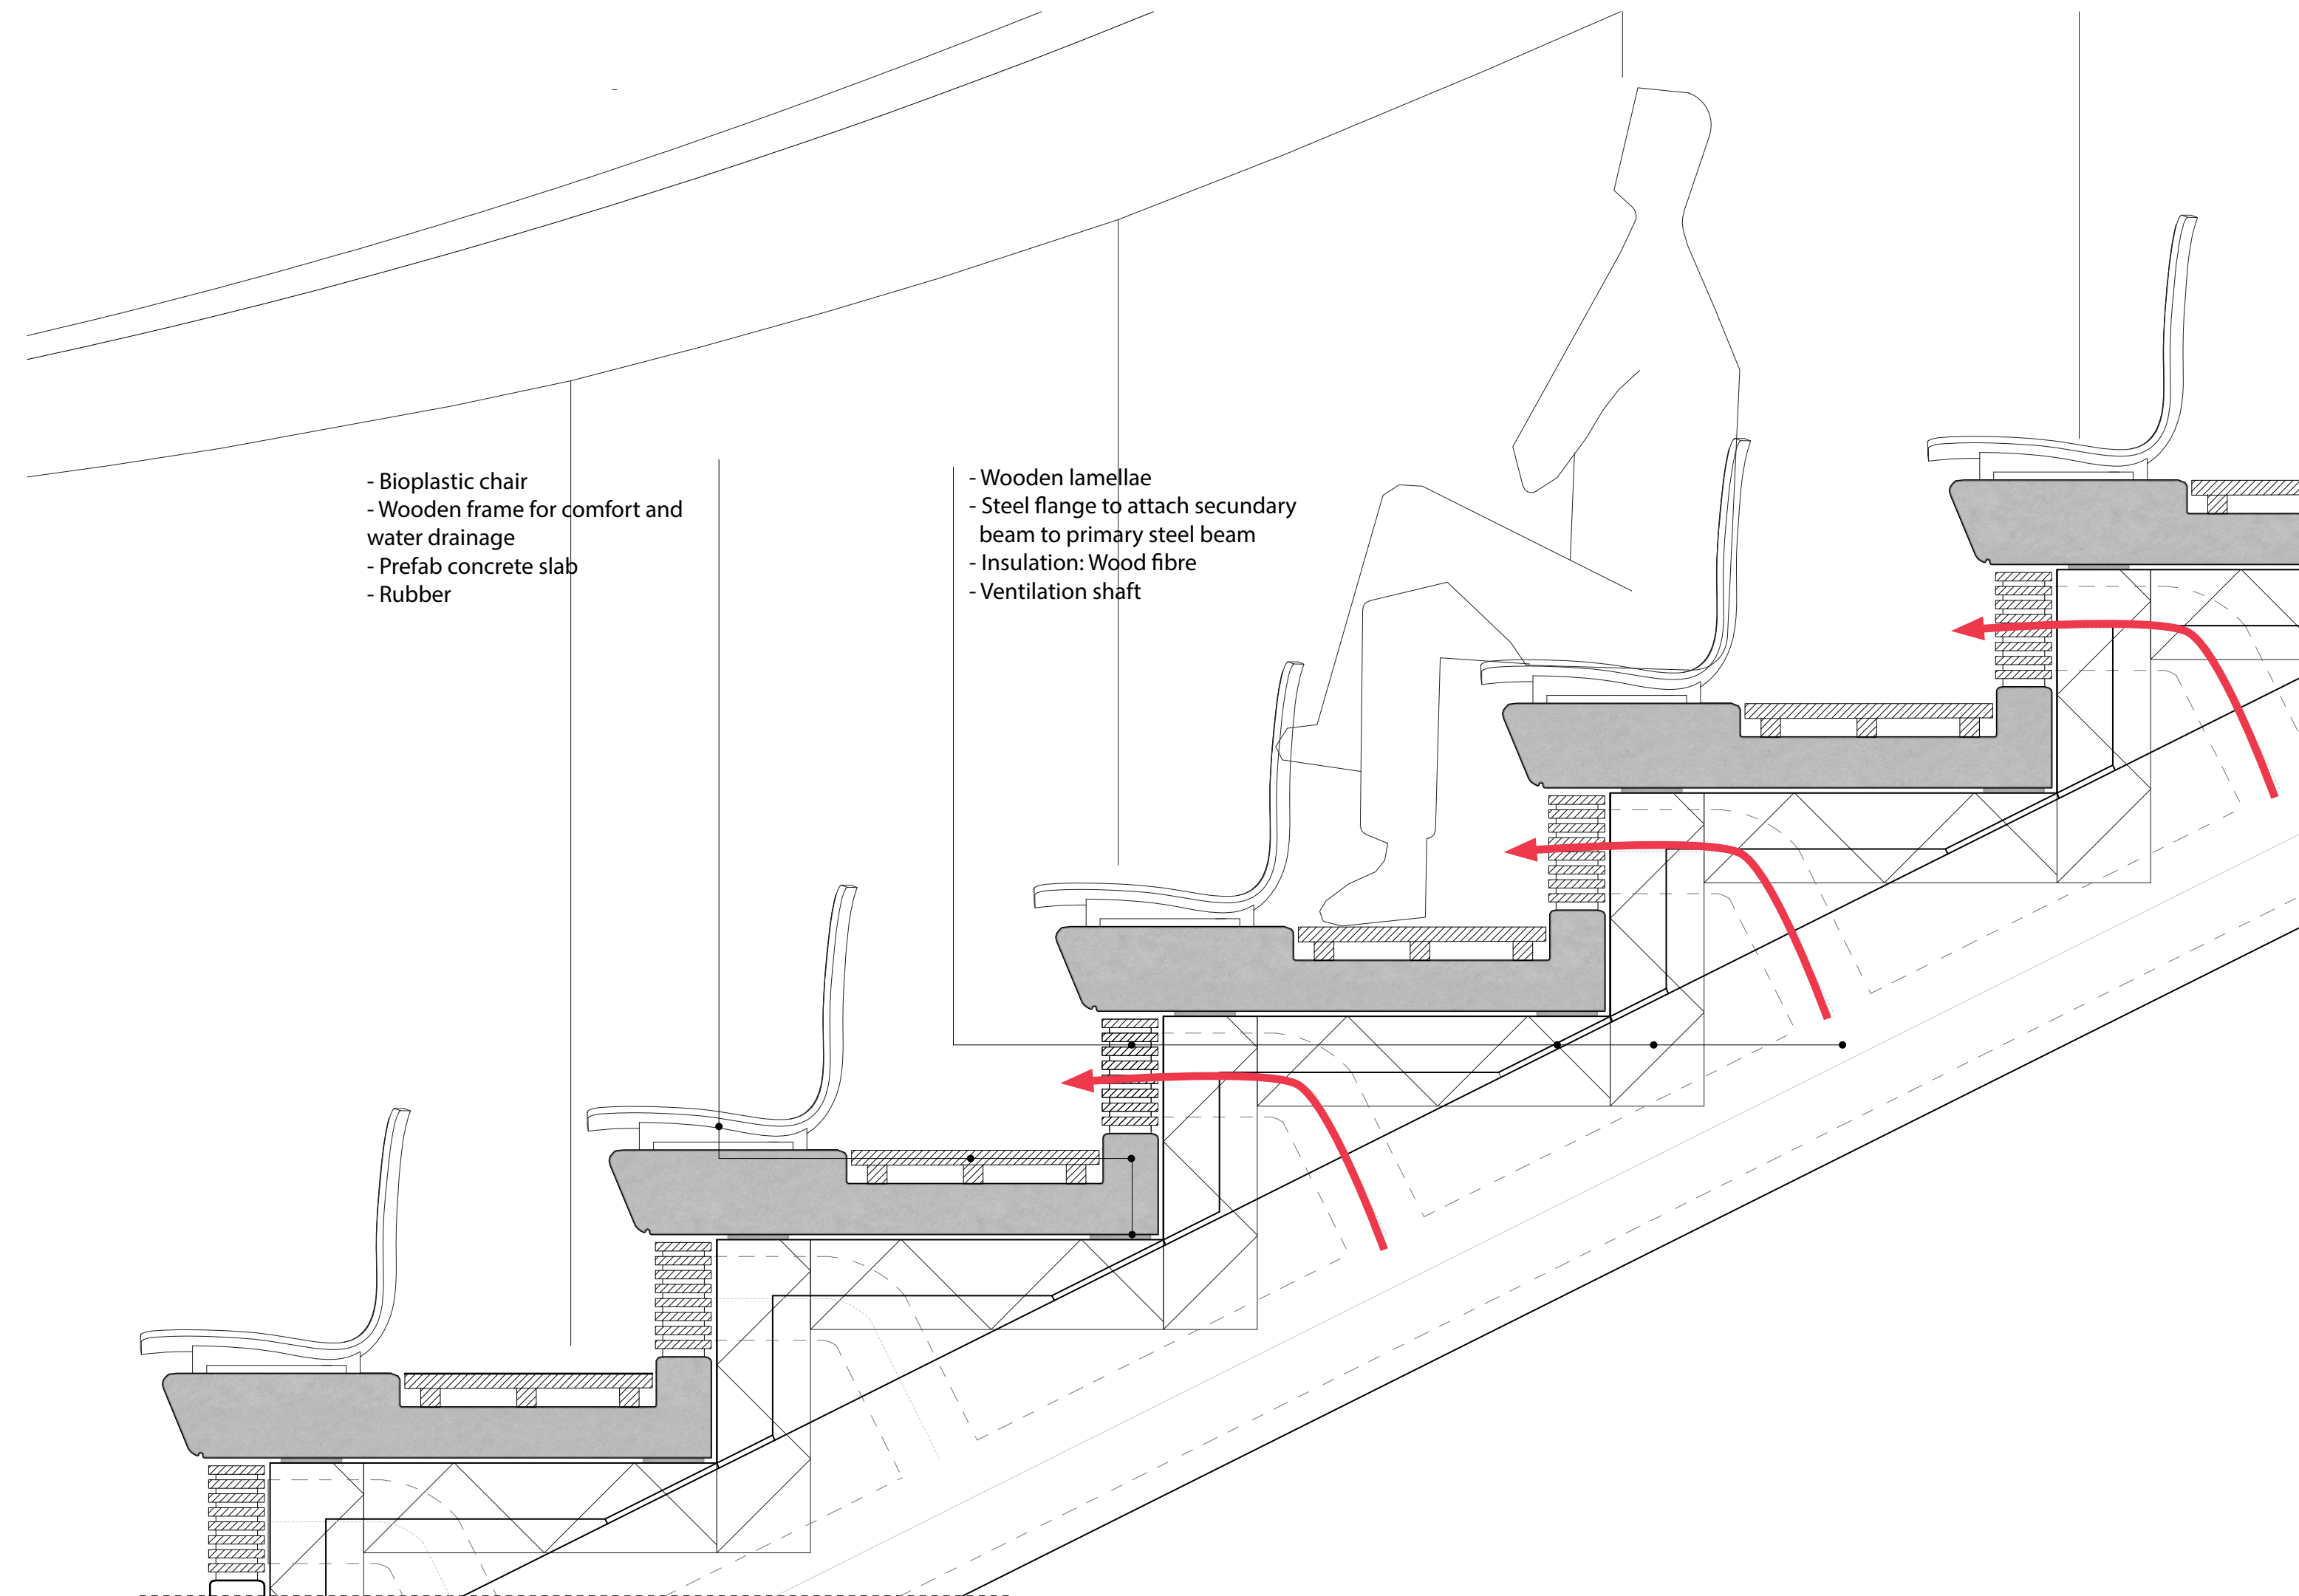 - Bioplastic chair
- Wooden frame for comfort and
water drainage
- Prefab concrete slab
- Rubber
- Wooden lamellae
- Steel flange to attach secundary
beam to primary steel beam
- Insulation: Wood fibre
- Ventilation shaft